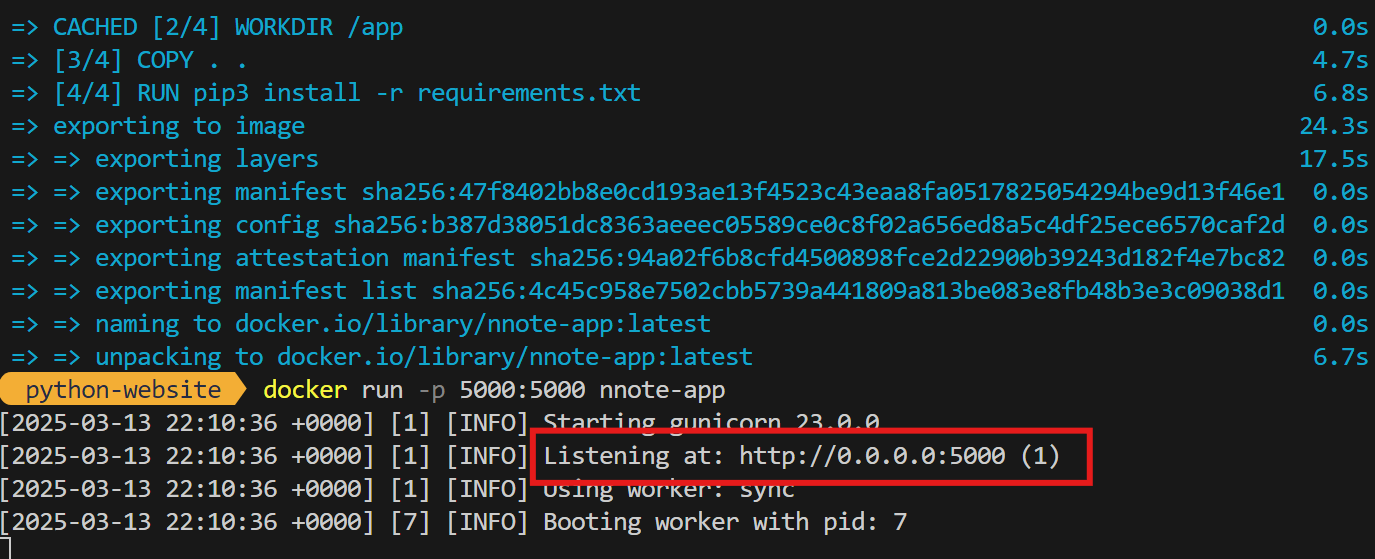 => CACHED [2/4] WORKDIR /app 0.0s
=> [3/4] COPY . . 4.7s
=> [4/4] RUN pip3 install -r requirements.txt 6.8s
=> exporting to image 24.3s
=> => exporting layers 17.5s
=> => exporting manifest sha256:47f8402bb8e0cd193ae13f4523c43eaa8fa0517825054294be9d13f46e1 0.0s
=> => exporting config sha256:b387d38051dc8363aeeec05589ce0c8f02a656ed8a5c4df25ece6570caf2d 0.0s
=> => exporting attestation manifest sha256:94a02f6b8cfd4500898fce2d22900b39243d182f4e7bc82 0.0s
=> => exporting manifest list sha256:4c45c958e7502cbb5739a441809a813be083e8fb48b3e3c09038d1 0.0s
=> => naming to docker.io/library/nnote-app:latest 0.0s
=> => unpacking to docker.io/library/nnote-app:latest 6.7s
python-website docker run -p 5000:5000 nnote-app
[2025-03-13 22:10:36 +0000] [1] [INFO] Starting gunicorn 23.0.0
[2025-03-13 22:10:36 +0000] [1] [INFO] Listening at: http://0.0.0.0:5000 (1)
[2025-03-13 22:10:36 +0000] [1] [INFO] Using worker: sync
[2025-03-13 22:10:36 +0000] [7] [INFO] Booting worker with pid: 7